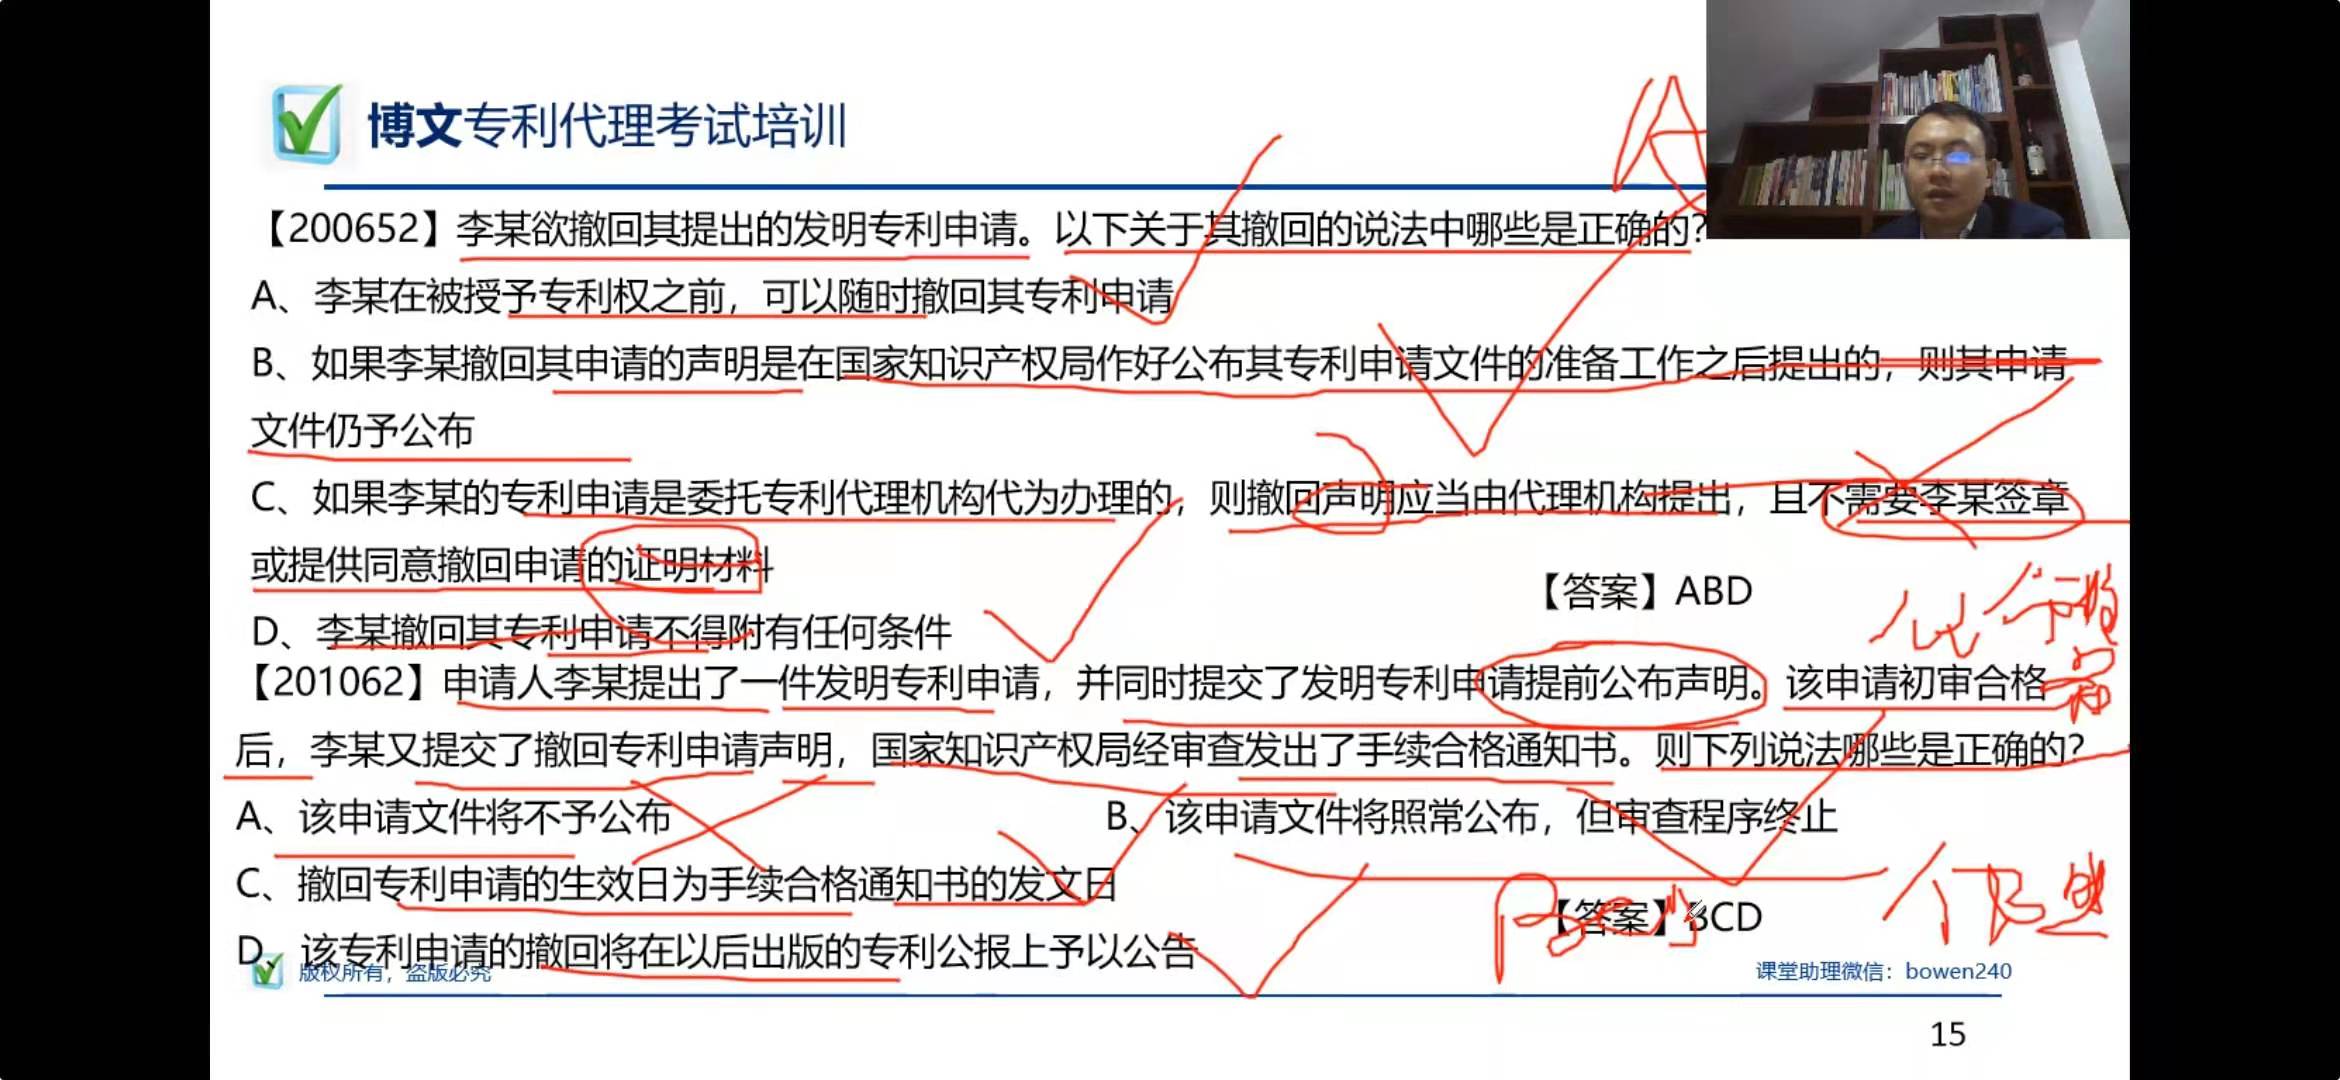 博文专利代理考试培训
【200652】李某欲撤回其提出的发明专利申请。以下关于其撤回的说法中哪些是正确的？
A、李某在被授予专利权之前，可以随时撤回其专利申请
B、如果李某撤回其申请的声明是在国家知识产权局作好公布其专利申请文件的准备工作之后提出的，则其申请
文件仍予公布
C、如果李某的专利申请是委托专利代理机构代为办理的，则撤回声明应当由代理机构提出，且不需要李某签章
或提供同意撤回申请的证明材料
【答案】ABD
D、李某撤回其专利申请不得附有任何条件
【201062】申请人李某提出了一件发明专利申请，并同时提交了发明专利申请提前公布声明。该申请初审合格
后，李某又提交了撤回专利申请声明，国家知识产权局经审查发出了手续合格通知书。则下列说法哪些是正确的？
A、该申请文件将不予公布 B、该申请文件将照常公布，但审查程序终止
C、撤回专利申请的生效日为手续合格通知书的发文日
【答案】BCD
D、该专利申请的撤回将在以后出版的专利公报上予以公告
版权所有，盗版必究
课堂助理微信：bowen240
15